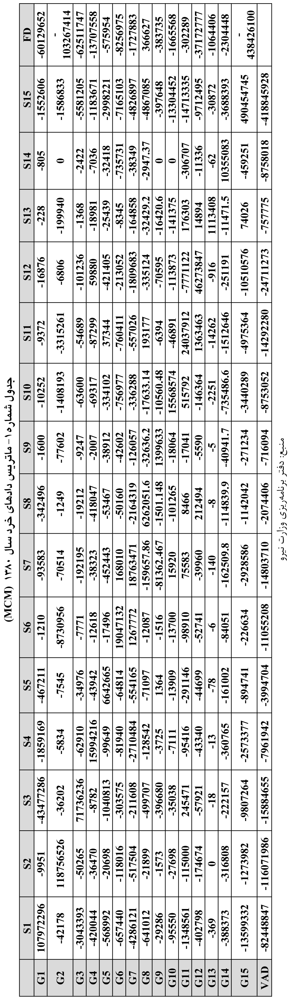 جدول شماره ۱- ماتریس دادهای خرد سال ۱۳۸۰ (MCM)
S1 S2 S3 S4 S5 S6 S7 S8 S9 S10 S11 S12 S13 S14 S15 FD
G1 107972296 -9951 -43477286 -1859169 -467211 -1210 -93583 -342496 -1600 -10252 -9372 -16876 -228 -805 -1552606 -60129652
G2 -42178 118756526 -36202 -5834 -7545 -8730956 -70514 -1249 -77602 -1408193 -3315261 -6806 -199940 0 -1586833 -103267414
G3 -3043393 -50265 71736236 -62910 -34976 -7771 -192195 -19212 -9247 -63600 -54689 -101236 -1368 -2422 -5581205 -62511747
G4 -420044 -36470 -8782 15994216 -43942 -12618 -38323 -418047 -2007 -69317 -87299 59880 -18981 -7036 -1183671 -13707558
G5 -568992 -20698 -1040813 -99649 6642665 -17496 -452443 -53467 -38912 -334102 37344 -421405 -25439 -32418 -2998221 -575954
G6 -657440 -118016 -303575 -81940 -64814 19047132 168010 -50160 -42602 -756977 -760411 -213052 -8345 -735731 -7165103 -8256975
G7 -4286121 -517504 -211608 -2710484 -554165 1267772 18763471 -2164319 -126057 -336288 -557026 -1809683 -164858 -38349 -4826897 -1727883
G8 -641012 -21899 -499707 -128542 -71097 -12087 -159657.86 6262051.6 -32636.2 -17633.14 193177 -335124 -32429.2 -2947.37 -4867085 366627
G9 -29286 -1573 -396680 -3725 1364 -1516 -81362.467 -1501.148 1399633 -10560.48 -6394 -70595 -16420.6 0 -397648 -383735
G10 -95550 -27698 -35038 -7111 -13909 -13700 15920 -101265 -18064 15568574 -46891 -113873 -141375 0 -13304452 -1665568
G11 -1348561 -115000 245471 -95416 -291146 -98910 75583 8466 -17041 515792 24037912 -7771122 176303 -306707 -14713335 -302289
G12 -402798 -174674 -57921 -43340 -44699 -52741 -39960 212494 -5590 -146364 1363463 46273847 14894 -11336 -9712495 -37172777
G13 -369 0 -18 -13 -78 -6 -140 -8 -5 -2251 -14262 -916 1113408 -62 -30872 -1064406
G14 -388373 -316808 -222157 -360765 -161002 -84051 -162509.8 -114839.9 -40941.7 -735486.6 -1512646 -251191 -11471.5 10355083 -3688393 -2304448
G15 -13599332 -1273982 -9807264 -2573377 -894741 -226634 -2928586 -1142042 -271234 -3440289 -4975364 -10510576 74026 -459251 490454745 -438426100
VAD -82448847 -116071986 -15884655 -7961942 -3994704 -11055208 -14803710 -2074406 -716094 -8753052 -14292280 -24711273 -757775 -8758018 -418845928
منبع: دفتر برنامه‌ریزی وزارت نیرو